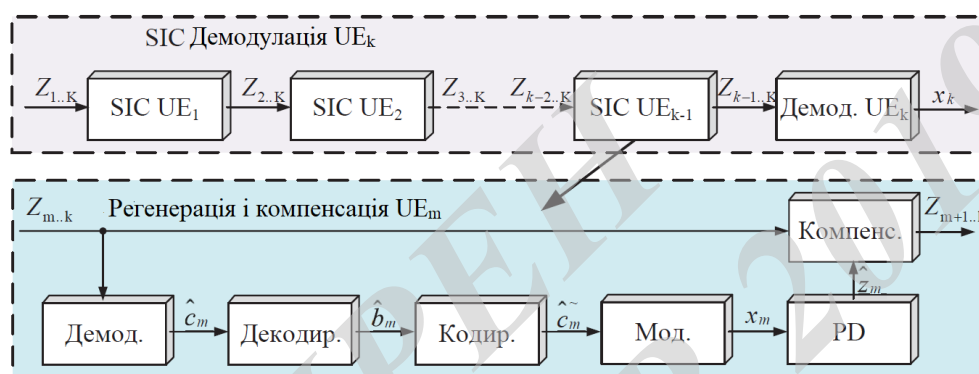 SIC Демодуляція UEk
Z1..K SIC UE1 Z2..K SIC UE2 Z3..K Zk−2..K SIC UEk-1 Zk−1..K Демод. UEk xk
Регенерація і компенсація UEm
Zm..k Компенс. Zm+1..
ẑm
Демод. ĉm Декодир. b̂m Кодир. ĉ̃m Мод. xm PD